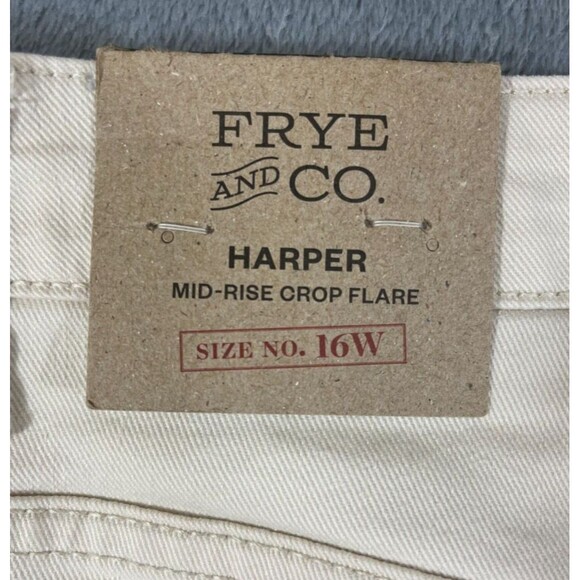 FRYE
AND CO.
HARPER
MID-RISE CROP FLARE
SIZE NO. 16W